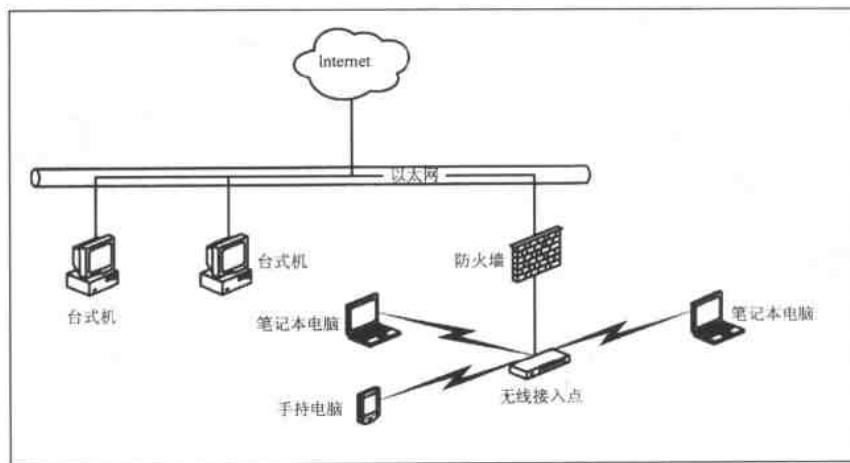 Internet
以太网
台式机
防火墙
台式机
笔记本电脑
笔记本电脑
手持电脑
无线接入点